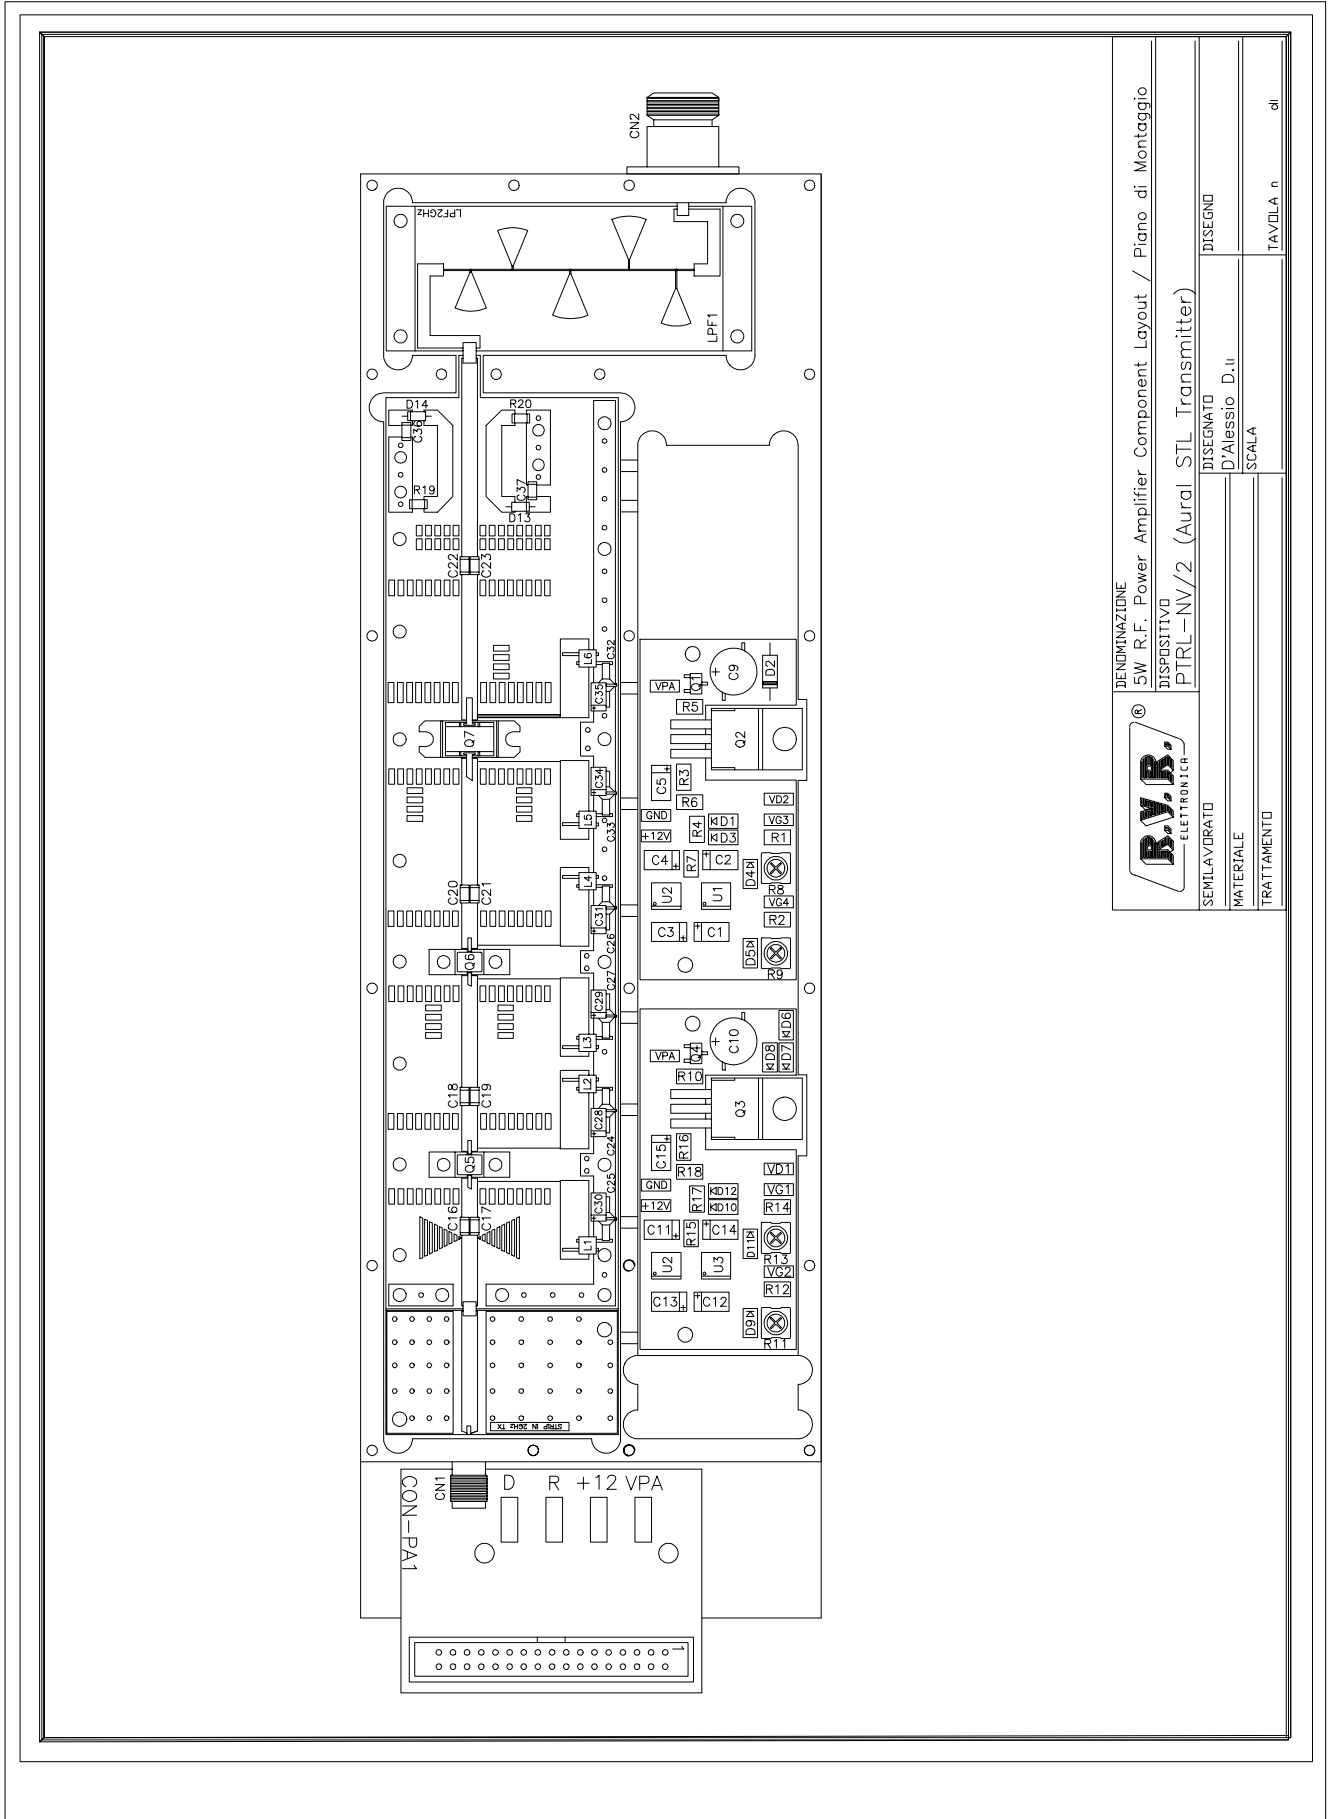 CN2
LPF2GHz
LPF1
D14
C36
R19
R20
C37
D13
C22
C23
L6
C32
C35
Q7
C34
L5
C33
C20
C21
L4
C31
C26
Q6
C27
C29
L3
C18
C19
L2
C28
C24
Q5
C25
C30
C16
C17
L1
STRIP IN 2GHz TX
VPA
Q1
+
C9
D2
R5
Q2
C5
+
R3
R6
VD2
GND
R4
D1
VG3
+12V
D3
R1
C4
+
R7
+
C2
D4
R8
U2
U1
VG4
R2
C3
+
+
C1
D5
R9
VPA
Q4
+
C10
D6
D8
D7
R10
Q3
C15
+
R16
R18
VD1
GND
R17
D12
VG1
+12V
D10
R14
C11
+
R15
+
C14
D11
R13
U2
U3
VG2
R12
C13
+
+
C12
D9
R11
CON-PA1
CN1
D
R
+12
VPA
1
R.V.R. ®
ELETTRONICA
DENOMINAZIONE
5W R.F. Power Amplifier Component Layout / Piano di Montaggio
DISPOSITIVO
PTRL-NV/2 (Aural STL Transmitter)
SEMILAVORATO
MATERIALE
TRATTAMENTO
DISEGNATO
D'Alessio D.u
SCALA
DISEGNO
TAVOLA n di